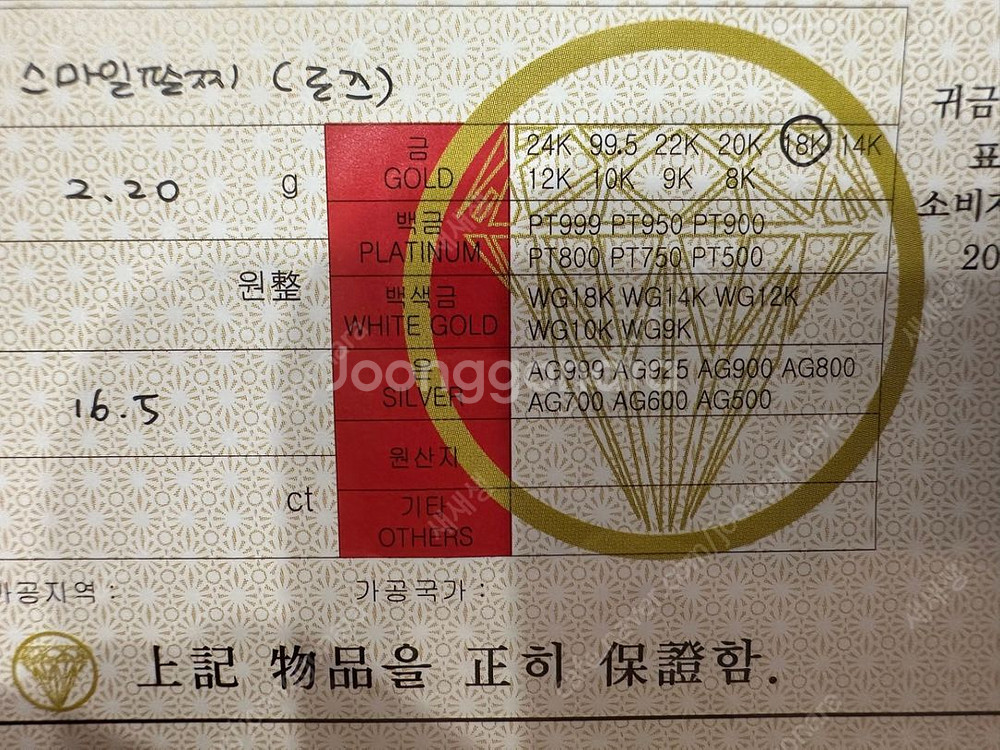 스마일팔찌 (로즈)
2.20 g
원整
16.5
ct
금
GOLD
24K 99.5 22K 20K 18K 14K
12K 10K 9K 8K
백금
PLATINUM
PT999 PT950 PT900
PT800 PT750 PT500
백색금
WHITE GOLD
WG18K WG14K WG12K
WG10K WG9K
은
SILVER
AG999 AG925 AG900 AG800
AG700 AG600 AG500
원산지
기타
OTHERS
가공지역 :
가공국가 :
上記 物品을 正히 保證함.
귀금
표
소비자
20
Joonggonara